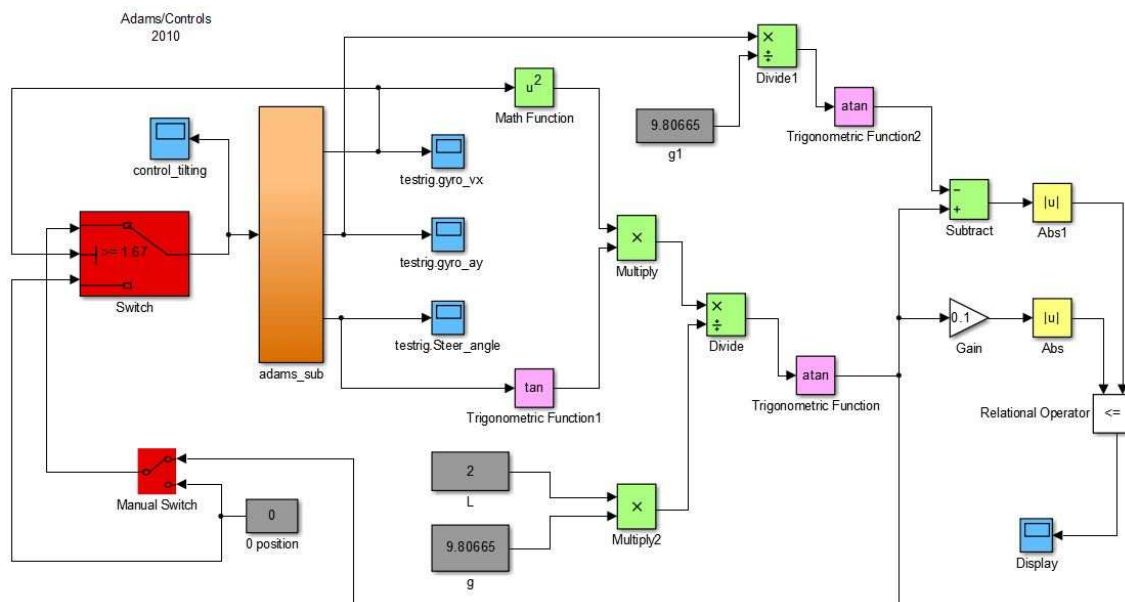 Adams/Controls
2010
control_tilting
>= 1.67
Switch
adams_sub
testrig.gyro_vx
testrig.gyro_ay
testrig.Steer_angle
u²
Math Function
×
÷
Divide1
9.80665
g1
atan
Trigonometric Function2
×
Multiply
−
+
Subtract
|u|
Abs1
×
÷
Divide
0.1
Gain
|u|
Abs
tan
Trigonometric Function1
atan
Trigonometric Function
Relational Operator
<=
Manual Switch
0
0 position
2
L
9.80665
g
×
Multiply2
Display